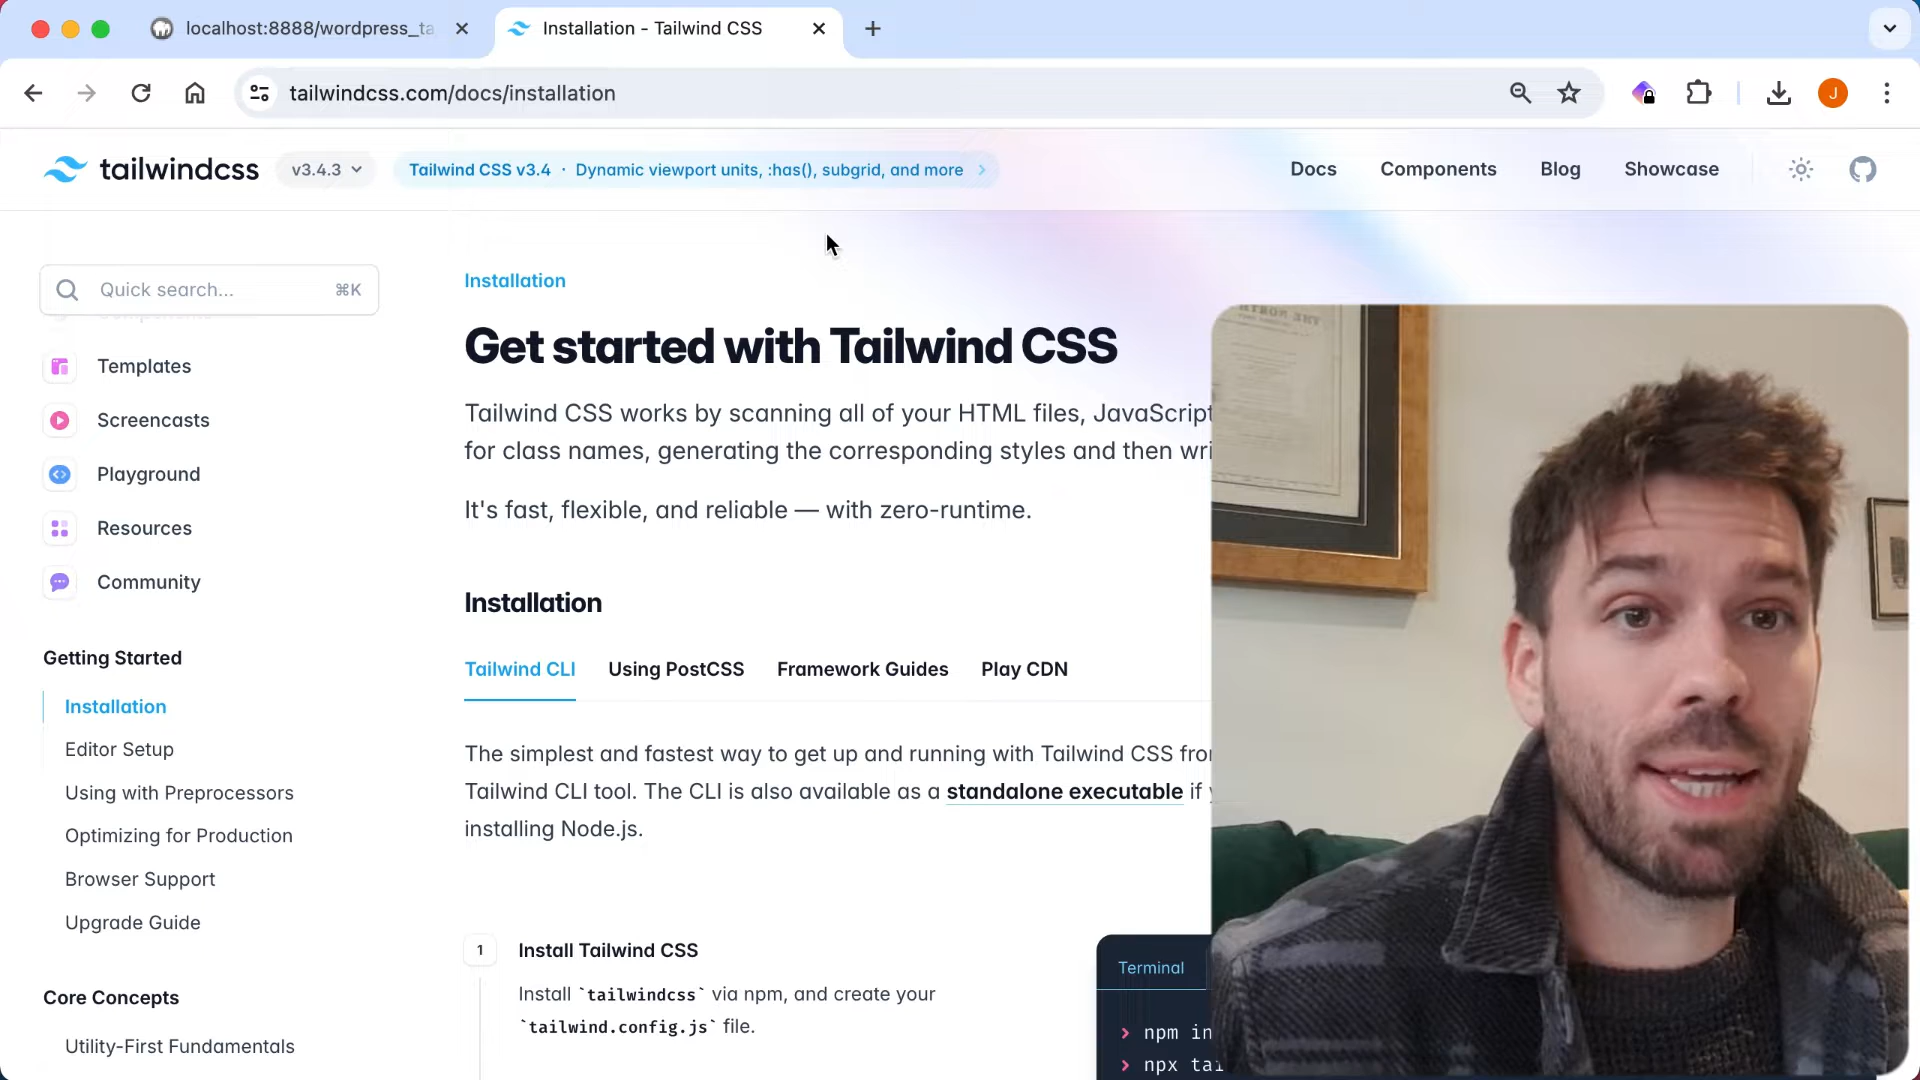 localhost:8888/wordpress_ta
Installation - Tailwind CSS
tailwindcss.com/docs/installation
J
tailwindcss
v3.4.3
Tailwind CSS v3.4 · Dynamic viewport units, :has(), subgrid, and more
Docs
Components
Blog
Showcase
Quick search...
⌘K
Templates
Screencasts
Playground
Resources
Community
Getting Started
Installation
Editor Setup
Using with Preprocessors
Optimizing for Production
Browser Support
Upgrade Guide
Core Concepts
Utility-First Fundamentals
Installation
Get started with Tailwind CSS
Tailwind CSS works by scanning all of your HTML files, JavaScript
for class names, generating the corresponding styles and then wri
It's fast, flexible, and reliable — with zero-runtime.
Installation
Tailwind CLI
Using PostCSS
Framework Guides
Play CDN
The simplest and fastest way to get up and running with Tailwind CSS fro
Tailwind CLI tool. The CLI is also available as a standalone executable if
installing Node.js.
1
Install Tailwind CSS
Install `tailwindcss` via npm, and create your
`tailwind.config.js` file.
Terminal
> npm in
> npx tai